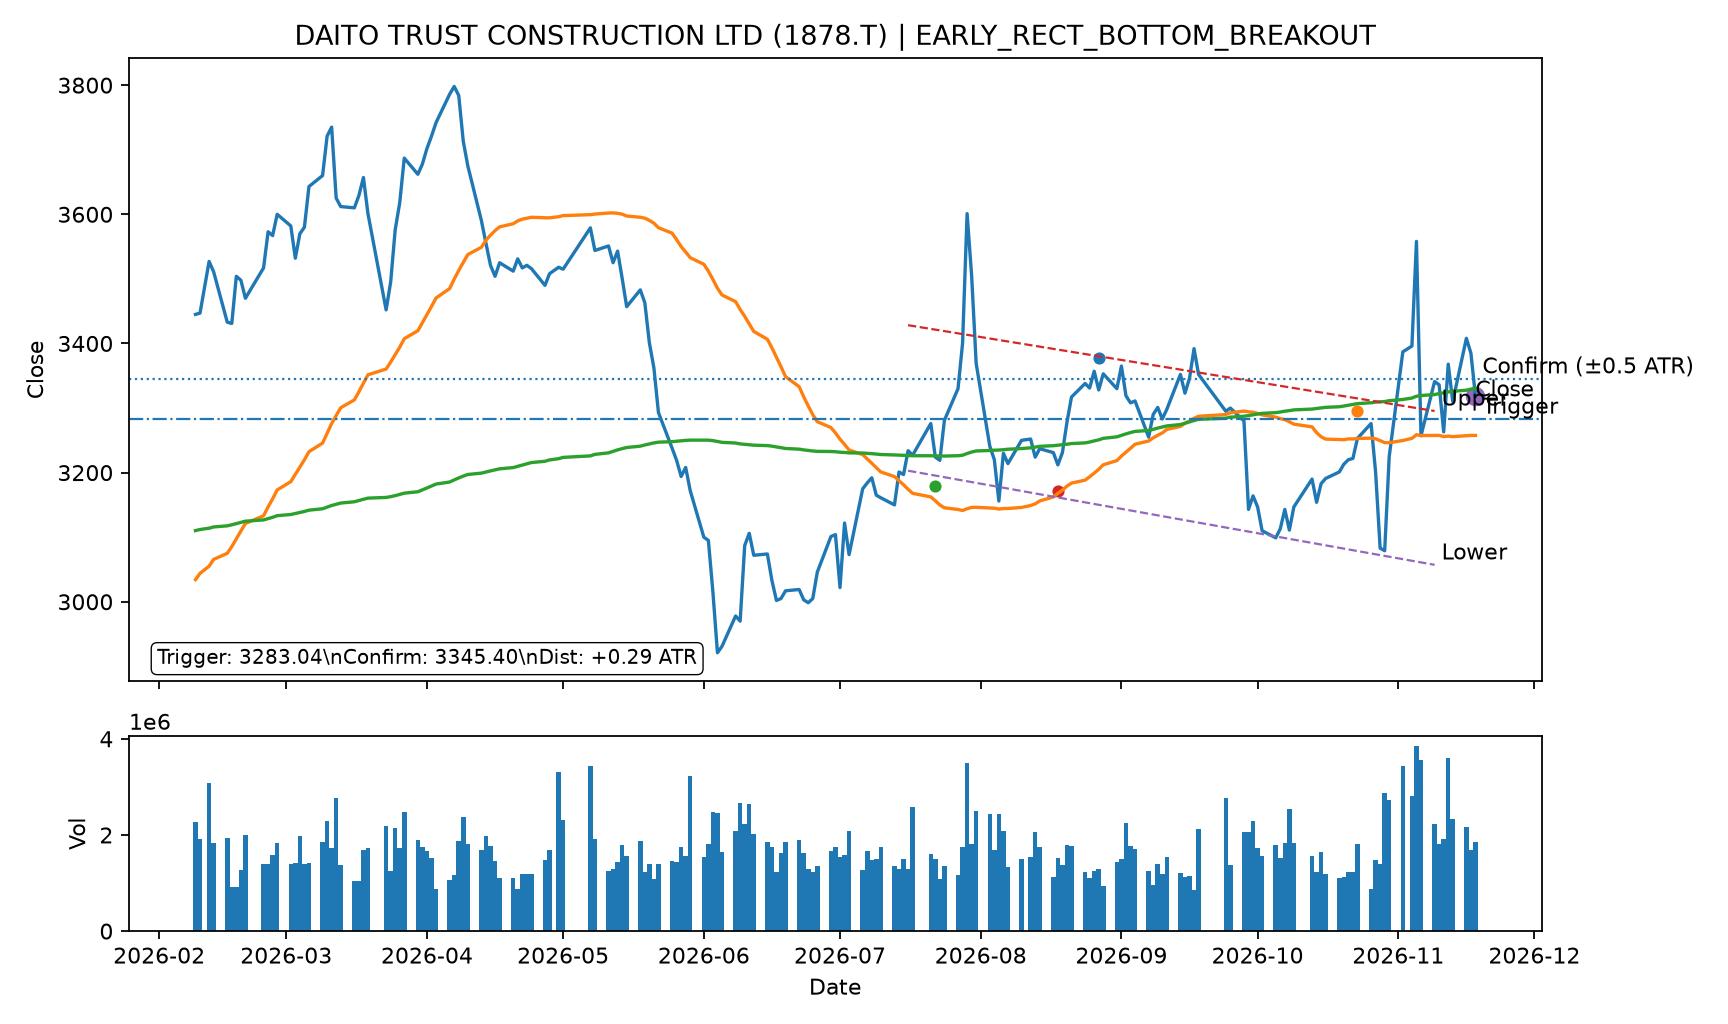 DAITO TRUST CONSTRUCTION LTD (1878.T) | EARLY_RECT_BOTTOM_BREAKOUT
3800
3600
3400
3200
3000
Close
Confirm (±0.5 ATR)
Close
Upper
Trigger
Lower
Trigger: 3283.04\nConfirm: 3345.40\nDist: +0.29 ATR
1e6
4
2
0
Vol
2026-02 2026-03 2026-04 2026-05 2026-06 2026-07 2026-08 2026-09 2026-10 2026-11 2026-12
Date